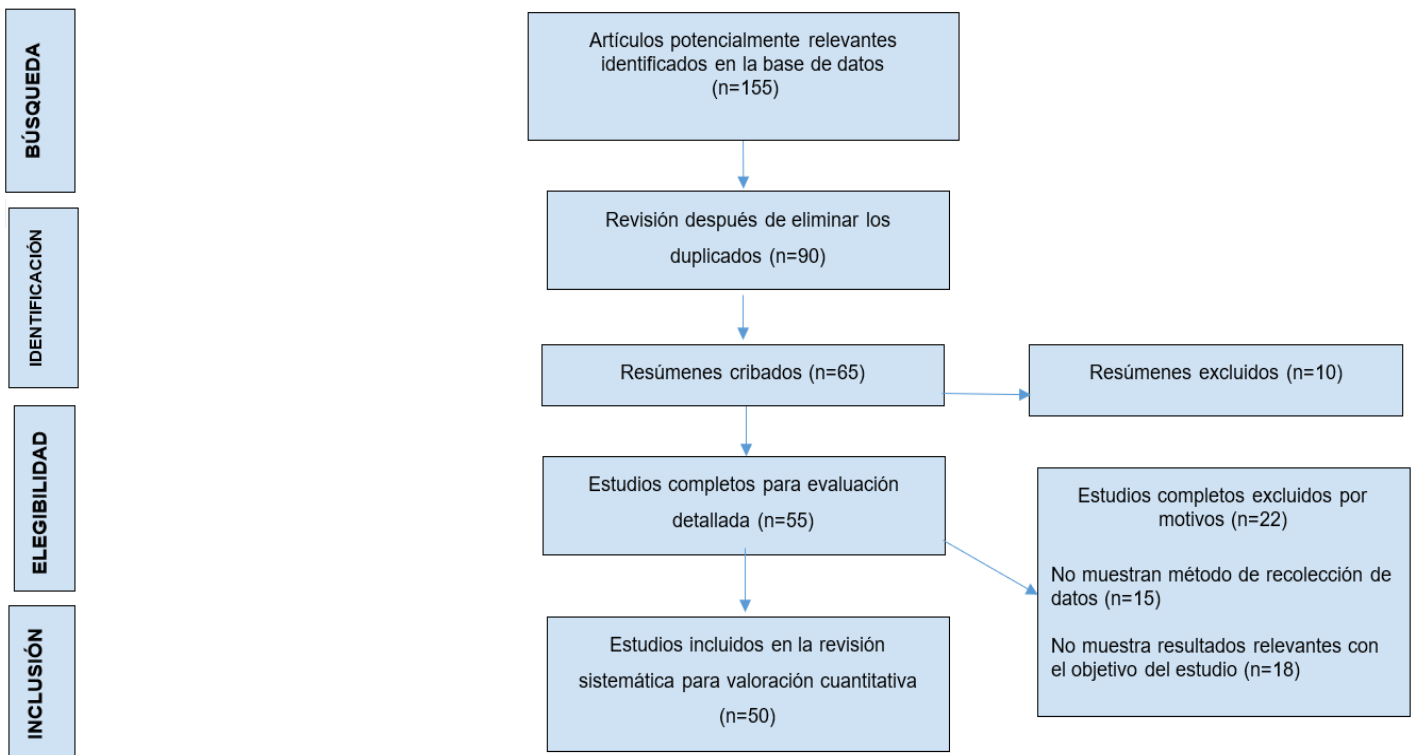 BÚSQUEDA
Artículos potencialmente relevantes
identificados en la base de datos
(n=155)
IDENTIFICACIÓN
Revisión después de eliminar los
duplicados (n=90)
Resúmenes cribados (n=65)
Resúmenes excluidos (n=10)
ELEGIBILIDAD
Estudios completos para evaluación
detallada (n=55)
Estudios completos excluidos por
motivos (n=22)
No muestran método de recolección de
datos (n=15)
No muestra resultados relevantes con
el objetivo del estudio (n=18)
INCLUSIÓN
Estudios incluidos en la revisión
sistemática para valoración cuantitativa
(n=50)